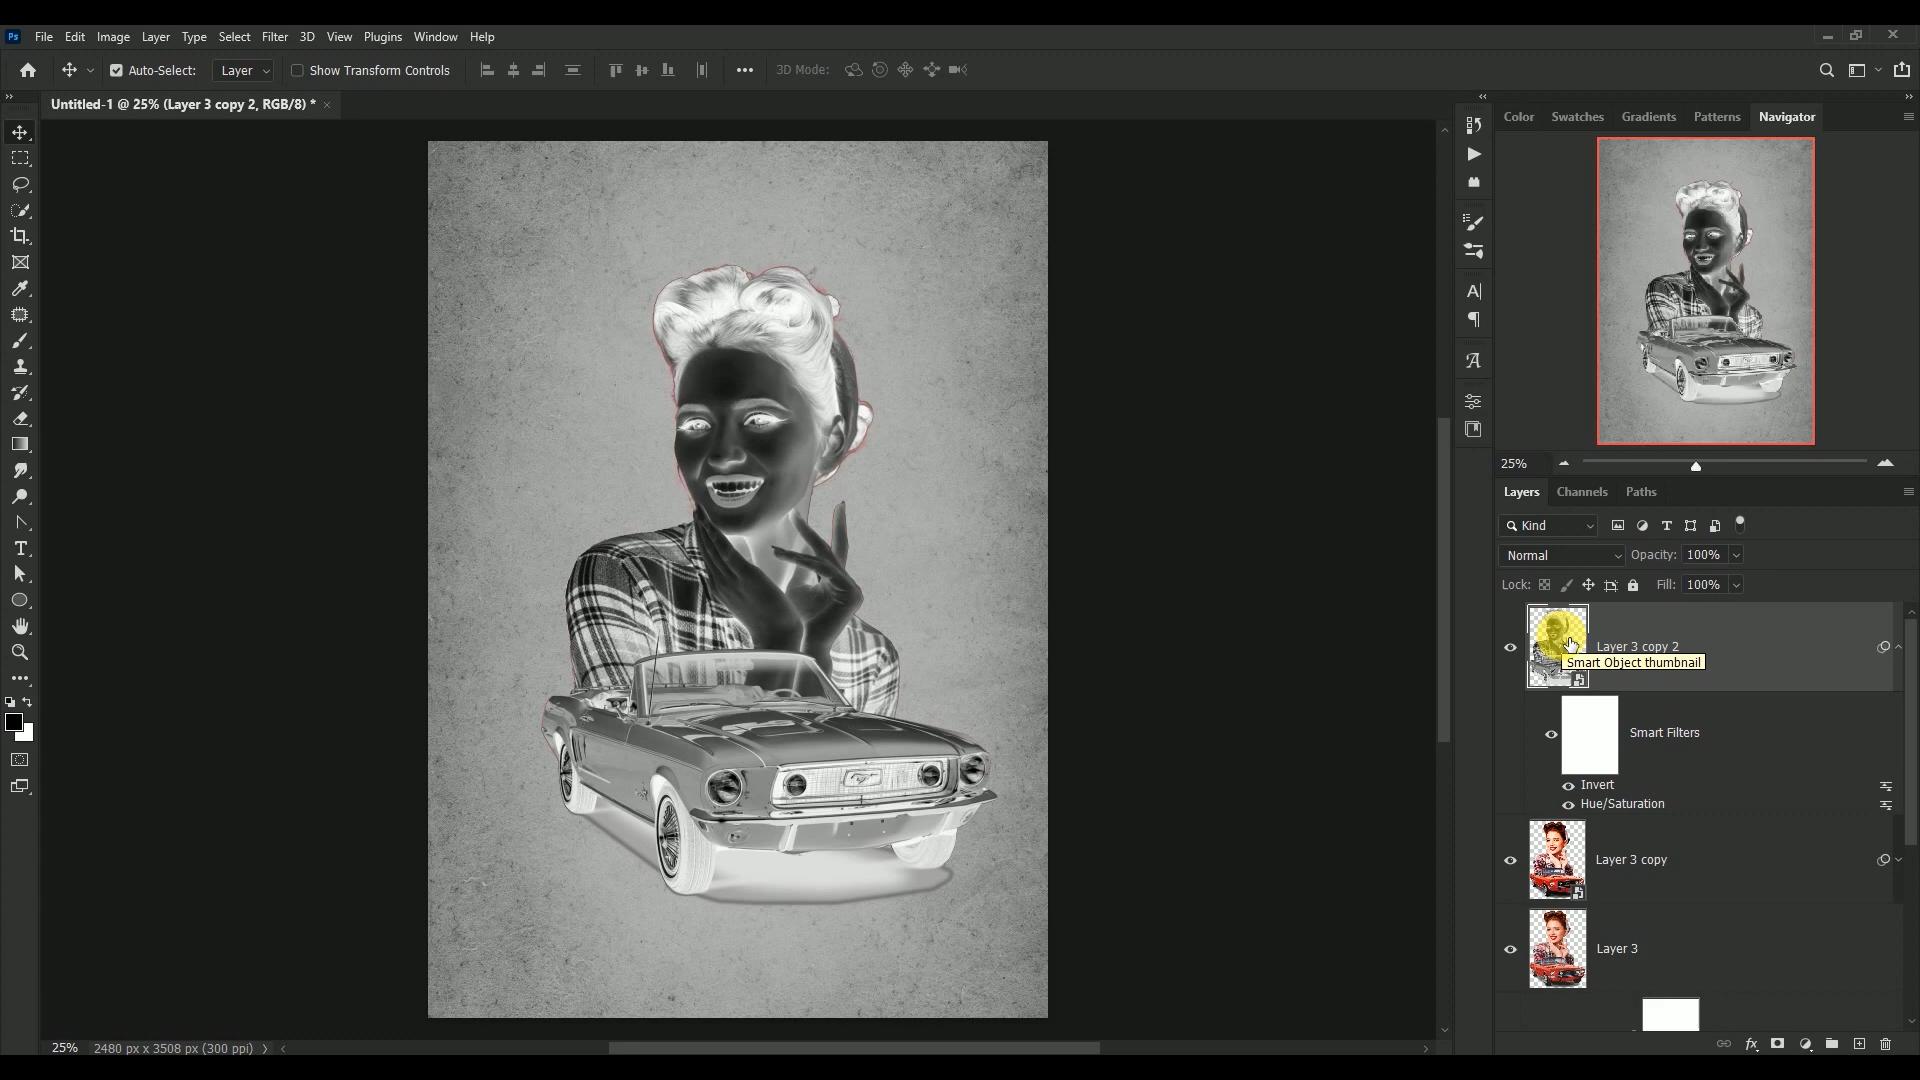 Ps File Edit Image Layer Type Select Filter 3D View Plugins Window Help
Auto-Select: Layer Show Transform Controls 3D Mode:
Untitled-1 @ 25% (Layer 3 copy 2, RGB/8) *
Color Swatches Gradients Patterns Navigator
25%
Layers Channels Paths
Kind
Normal Opacity: 100%
Lock: Fill: 100%
Layer 3 copy 2
Smart Object thumbnail
Smart Filters
Invert
Hue/Saturation
Layer 3 copy
Layer 3
25% 2480 px x 3508 px (300 ppi)